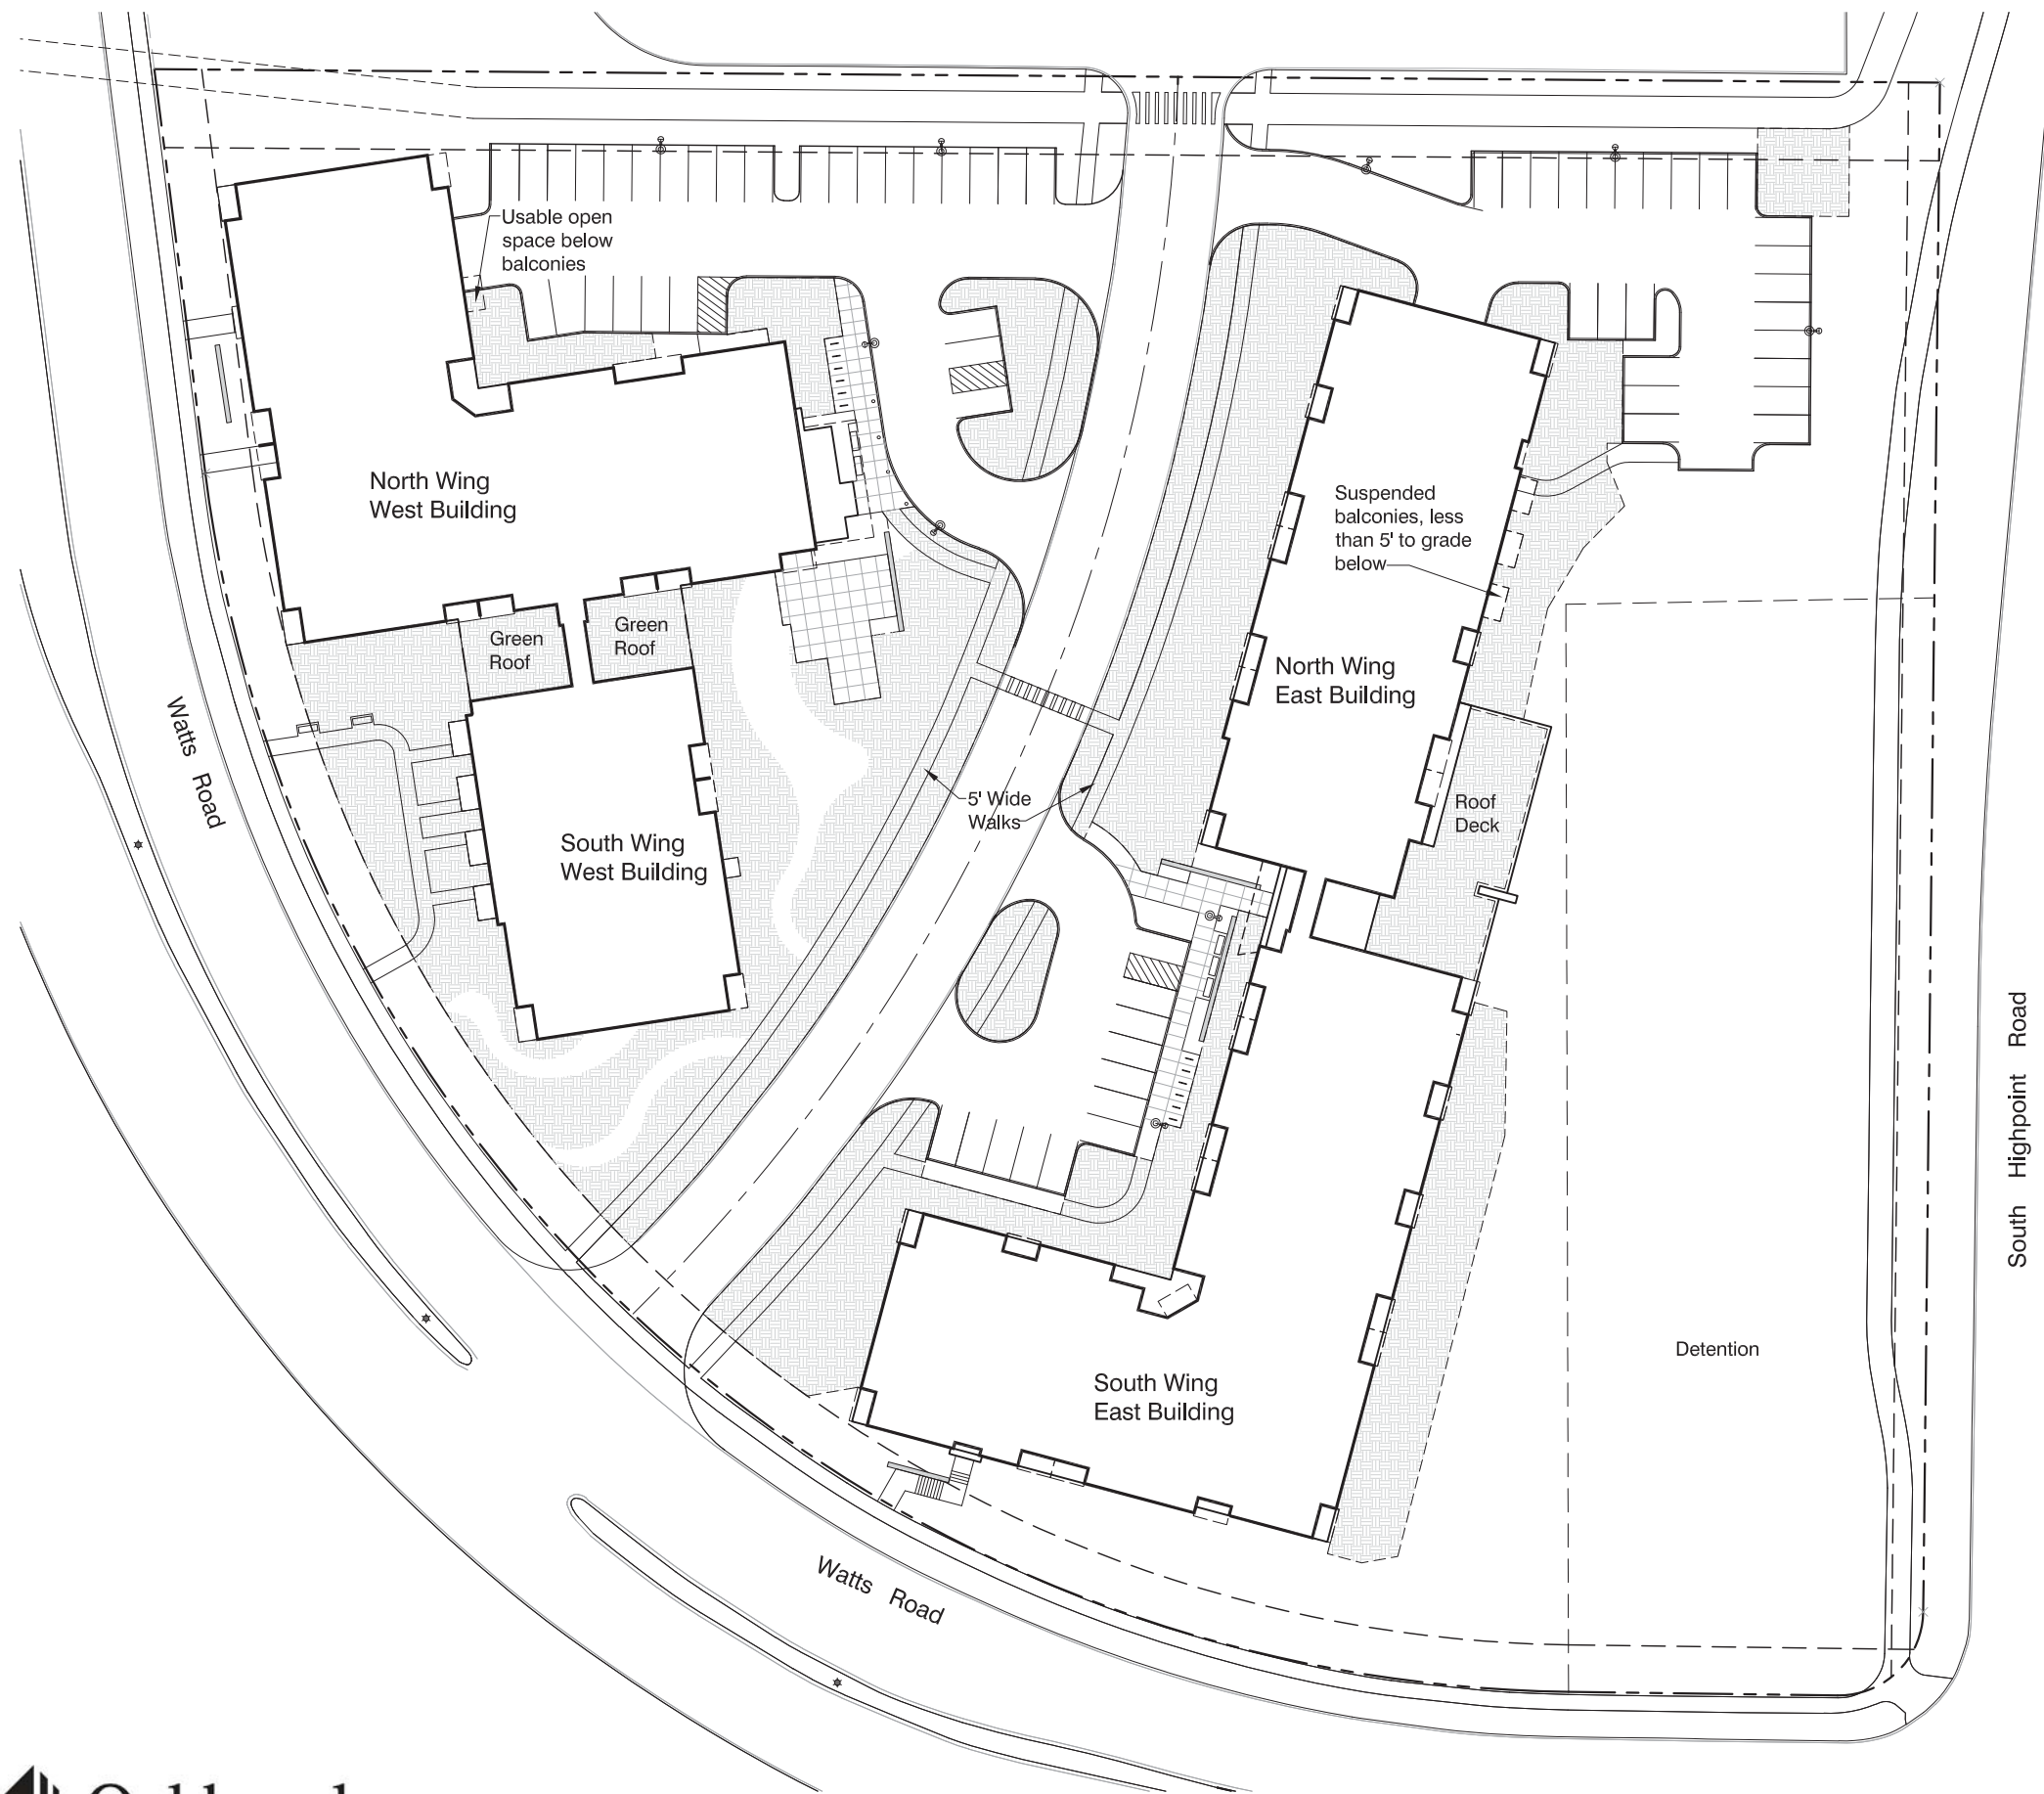 Usable open
space below
balconies
North Wing
West Building
Suspended
balconies, less
than 5' to grade
below
Green
Roof
Green
Roof
North Wing
East Building
Watts Road
5' Wide
Walks
Roof
Deck
South Wing
West Building
South Highpoint Road
Detention
South Wing
East Building
Watts Road